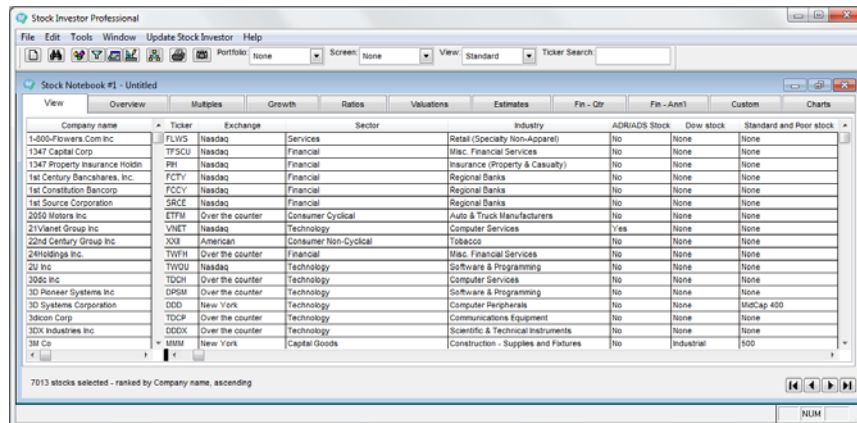 Stock Investor Professional
File Edit Tools Window Update Stock Investor Help
Portfolio: None Screen: None View: Standard Ticker Search:
Stock Notebook #1 - Untitled
View Overview Multiples Growth Ratios Valuations Estimates Fin - Qtr Fin - Ann'l Custom Charts
Company name Ticker Exchange Sector Industry ADR/ADS Stock Dow stock Standard and Poor stock
1-800-Flowers.Com Inc FLWS Nasdaq Services Retail (Specialty Non-Apparel) No None None
1347 Capital Corp TFSCU Nasdaq Financial Misc. Financial Services No None None
1347 Property Insurance Holdin PIH Nasdaq Financial Insurance (Property & Casualty) No None None
1st Century Bancshares, Inc. FCTY Nasdaq Financial Regional Banks No None None
1st Constitution Bancorp FCCY Nasdaq Financial Regional Banks No None None
1st Source Corporation SRCE Nasdaq Financial Regional Banks No None None
2050 Motors Inc ETFM Over the counter Consumer Cyclical Auto & Truck Manufacturers No None None
21Vianet Group Inc VNET Nasdaq Technology Computer Services Yes None None
22nd Century Group Inc XXII American Consumer Non-Cyclical Tobacco No None None
24Holdings Inc. TWFH Over the counter Financial Misc. Financial Services No None None
2U Inc TWOU Nasdaq Technology Software & Programming No None None
30dc Inc TDCH Over the counter Technology Computer Services No None None
3D Pioneer Systems Inc DPSM Over the counter Technology Software & Programming No None None
3D Systems Corporation DDD New York Technology Computer Peripherals No None MidCap 400
3dicon Corp TDCP Over the counter Technology Communications Equipment No None None
3DX Industries Inc DDDX Over the counter Technology Scientific & Technical Instruments No None None
3M Co MMM New York Capital Goods Construction - Supplies and Fixtures No Industrial 500
7013 stocks selected - ranked by Company name, ascending
NUM